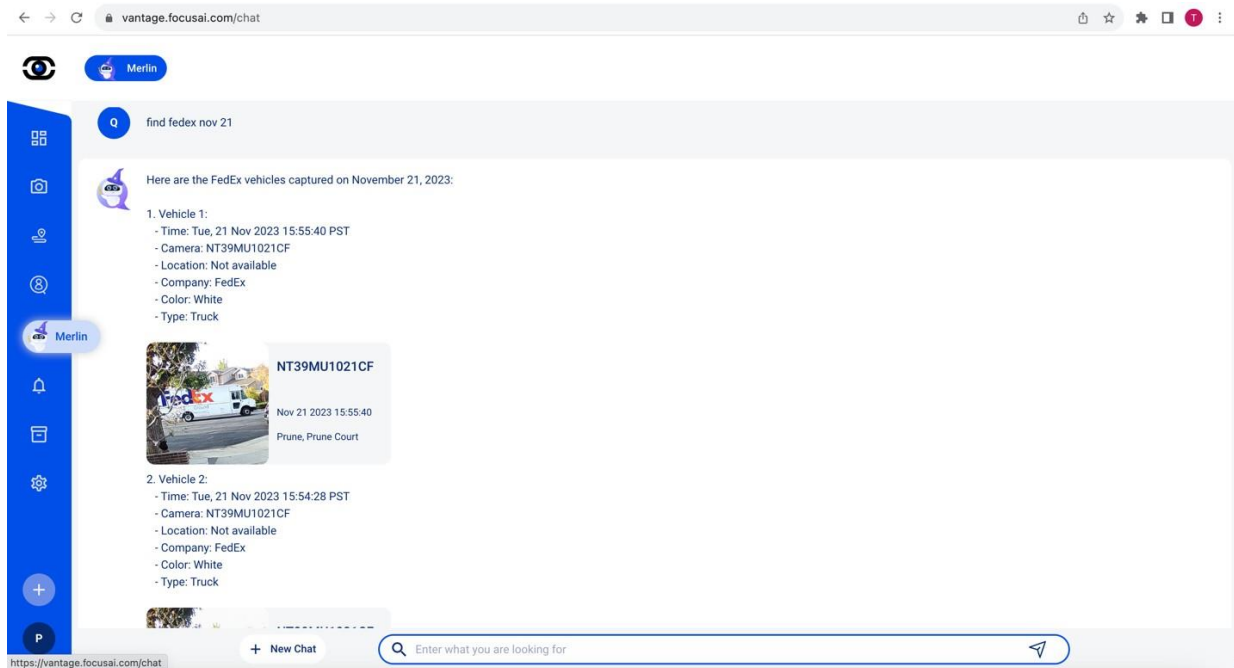 vantage.focusai.com/chat
T
Merlin
Q
find fedex nov 21
Here are the FedEx vehicles captured on November 21, 2023:
1. Vehicle 1:
- Time: Tue, 21 Nov 2023 15:55:40 PST
- Camera: NT39MU1021CF
- Location: Not available
- Company: FedEx
- Color: White
- Type: Truck
Merlin
FedEx
NT39MU1021CF
Nov 21 2023 15:55:40
Prune, Prune Court
2. Vehicle 2:
- Time: Tue, 21 Nov 2023 15:54:28 PST
- Camera: NT39MU1021CF
- Location: Not available
- Company: FedEx
- Color: White
- Type: Truck
P
+ New Chat
Enter what you are looking for
https://vantage.focusai.com/chat